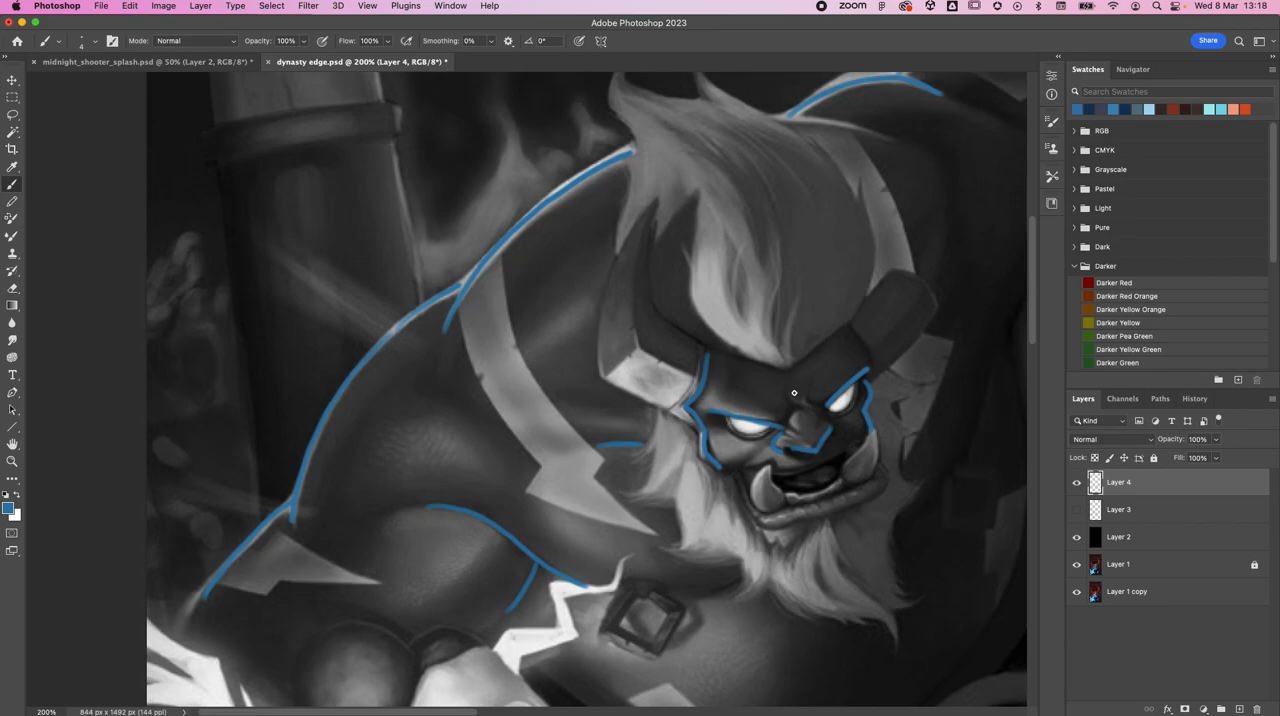 Photoshop File Edit Image Layer Type Select Filter 3D View Plugins Window Help zoom Wed 8 Mar 13:18
Adobe Photoshop 2023
4 Mode: Normal Opacity: 100% Flow: 100% Smoothing: 0% 0° Share
midnight_shooter_splash.psd @ 50% (Layer 2, RGB/8*) * dynasty edge.psd @ 200% (Layer 4, RGB/8*) *
Swatches Navigator
Search Swatches
RGB
CMYK
Grayscale
Pastel
Light
Pure
Dark
Darker
Darker Red
Darker Red Orange
Darker Yellow Orange
Darker Yellow
Darker Pea Green
Darker Yellow Green
Darker Green
Layers Channels Paths History
Kind
Normal Opacity: 100%
Lock: Fill: 100%
Layer 4
Layer 3
Layer 2
Layer 1
Layer 1 copy
200% 844 px x 1492 px (144 ppi)